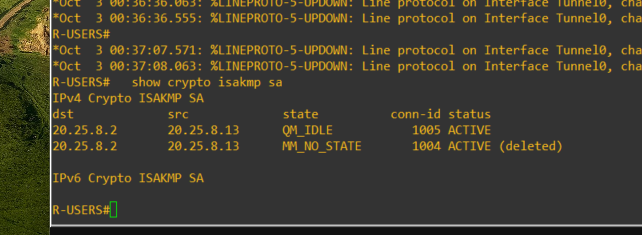 *Oct  3 00:36:36.063: %LINEPROTO-5-UPDOWN: Line protocol on Interface Tunnel0, cha
*Oct  3 00:36:36.555: %LINEPROTO-5-UPDOWN: Line protocol on Interface Tunnel0, cha
R-USERS#
*Oct  3 00:37:07.571: %LINEPROTO-5-UPDOWN: Line protocol on Interface Tunnel0, cha
*Oct  3 00:37:08.063: %LINEPROTO-5-UPDOWN: Line protocol on Interface Tunnel0, cha
R-USERS#   show crypto isakmp sa
IPv4 Crypto ISAKMP SA
dst             src             state          conn-id status
20.25.8.2       20.25.8.13      QM_IDLE           1005 ACTIVE
20.25.8.2       20.25.8.13      MM_NO_STATE       1004 ACTIVE (deleted)
IPv6 Crypto ISAKMP SA
R-USERS#